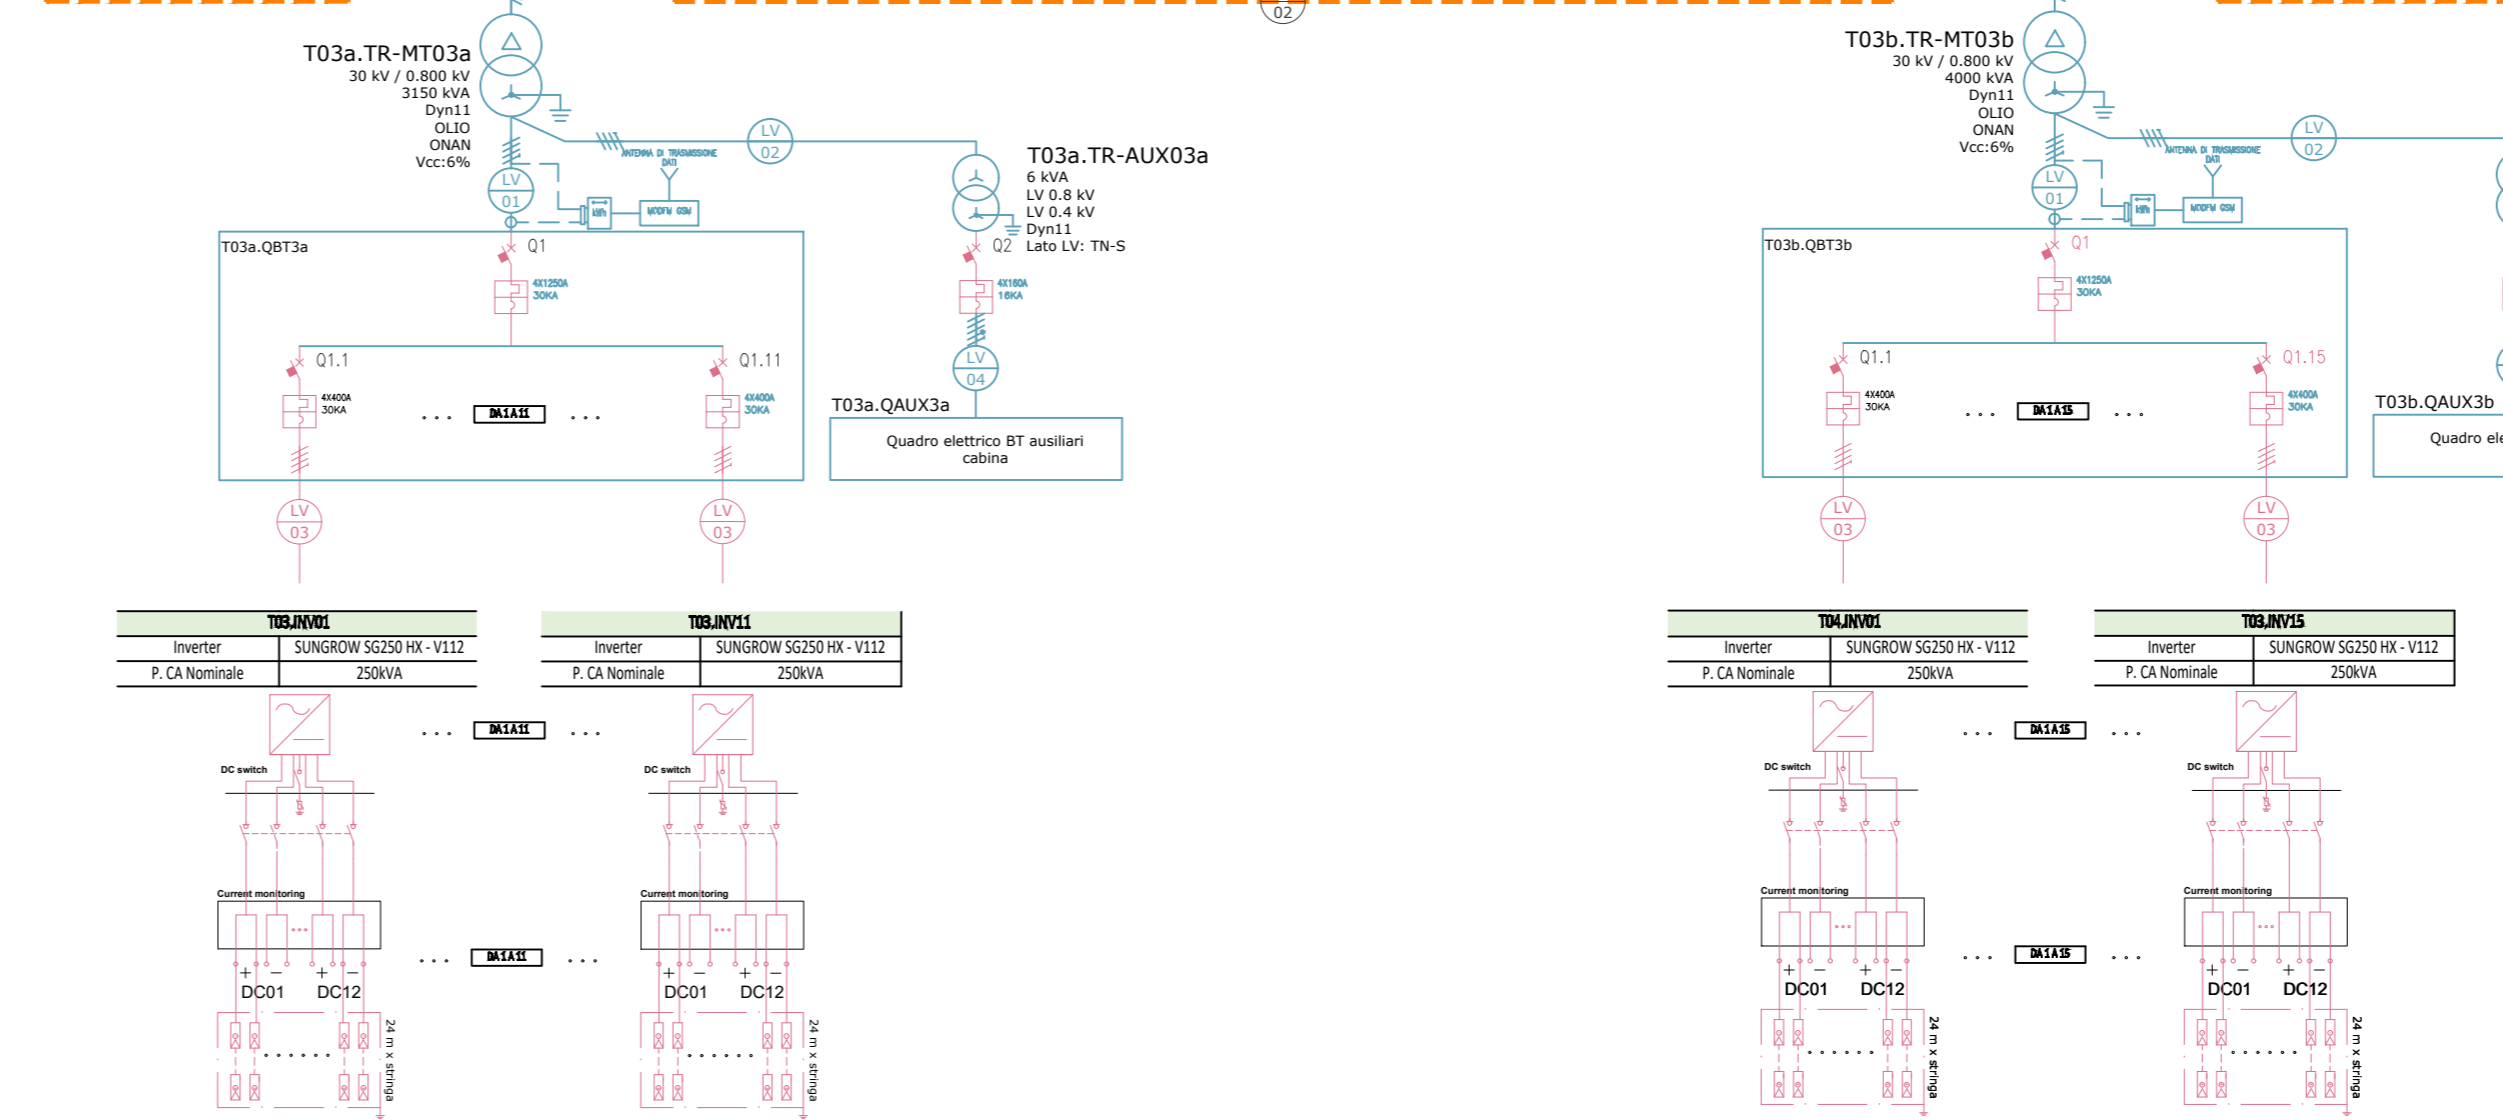 02
T03a.TR-MT03a
30 kV / 0.800 kV
3150 kVA
Dyn11
OLIO
ONAN
Vcc:6%
LV
01
LV
02
ANTENNA DI TRASMISSIONE
DATI
kWh
MODEM GSM
T03a.TR-AUX03a
6 kVA
LV 0.8 kV
LV 0.4 kV
Dyn11
Lato LV: TN-S
T03a.QBT3a
Q1
4X1250A
30KA
Q2
4X160A
16KA
Q1.1
4X400A
30KA
... DA 1 A 11 ...
Q1.11
4X400A
30KA
LV
04
T03a.QAUX3a
Quadro elettrico BT ausiliari
cabina
LV
03
LV
03
T03.INV01
Inverter SUNGROW SG250 HX - V112
P. CA Nominale 250kVA
T03.INV11
Inverter SUNGROW SG250 HX - V112
P. CA Nominale 250kVA
... DA 1 A 11 ...
DC switch
DC switch
Current monitoring
Current monitoring
... DA 1 A 11 ...
+ − + −
DC01 DC12
+ − + −
DC01 DC12
24 m x stringa
24 m x stringa
T03b.TR-MT03b
30 kV / 0.800 kV
4000 kVA
Dyn11
OLIO
ONAN
Vcc:6%
LV
01
LV
02
ANTENNA DI TRASMISSIONE
DATI
kWh
MODEM GSM
T03b.QBT3b
Q1
4X1250A
30KA
Q1.1
4X400A
30KA
... DA 1 A 15 ...
Q1.15
4X400A
30KA
T03b.QAUX3b
Quadro ele
LV
03
LV
03
T04.INV01
Inverter SUNGROW SG250 HX - V112
P. CA Nominale 250kVA
T03.INV15
Inverter SUNGROW SG250 HX - V112
P. CA Nominale 250kVA
... DA 1 A 15 ...
DC switch
DC switch
Current monitoring
Current monitoring
... DA 1 A 15 ...
+ − + −
DC01 DC12
+ − + −
DC01 DC12
24 m x stringa
24 m x stringa